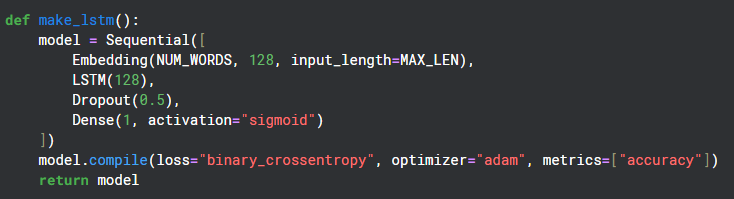 def make_lstm():
    model = Sequential([
        Embedding(NUM_WORDS, 128, input_length=MAX_LEN),
        LSTM(128),
        Dropout(0.5),
        Dense(1, activation="sigmoid")
    ])
    model.compile(loss="binary_crossentropy", optimizer="adam", metrics=["accuracy"])
    return model